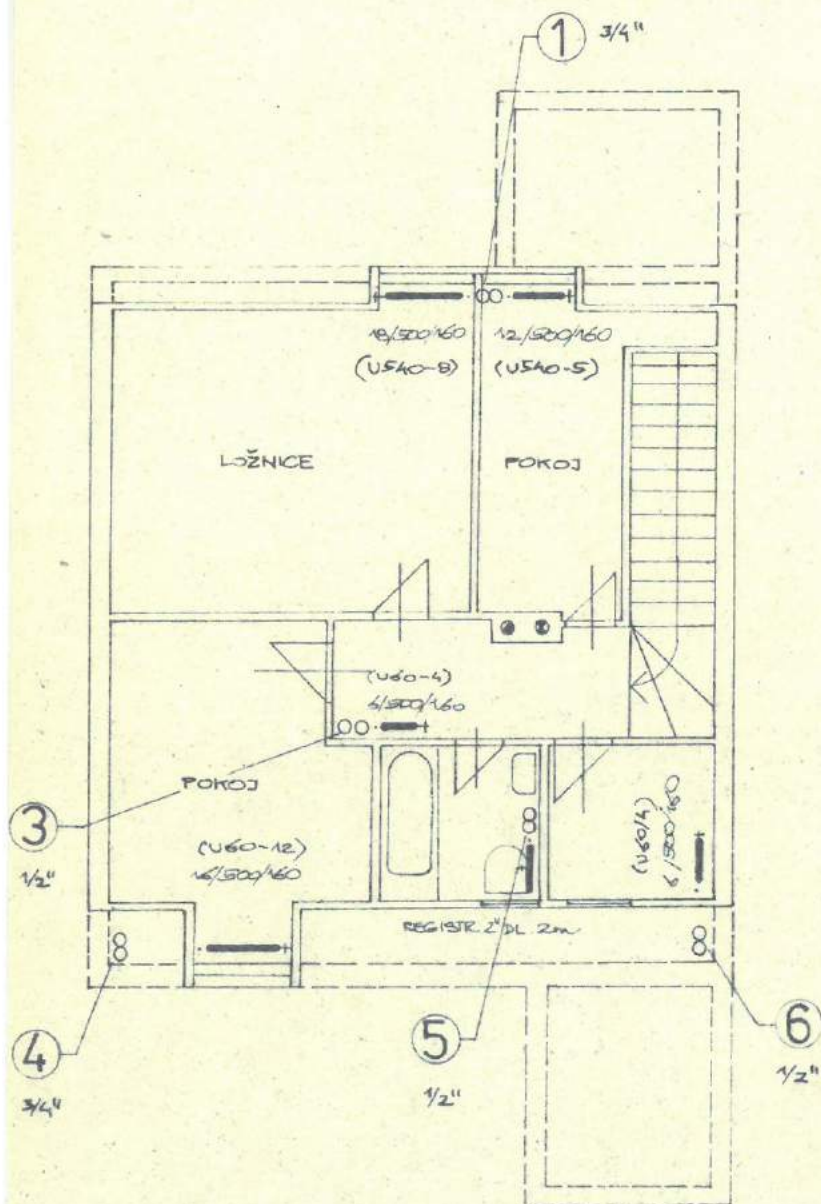 1 3/4"
18/500/160 12/500/160
(U540-8) (U540-5)
LOŽNICE POKOJ
(U60-4)
6/500/160
POKOJ
3
1/2"
(U60-12)
16/500/160
(U60/4)
6/500/160
REGISTR 2" DL. 2m
4
3/4"
5
1/2"
6
1/2"